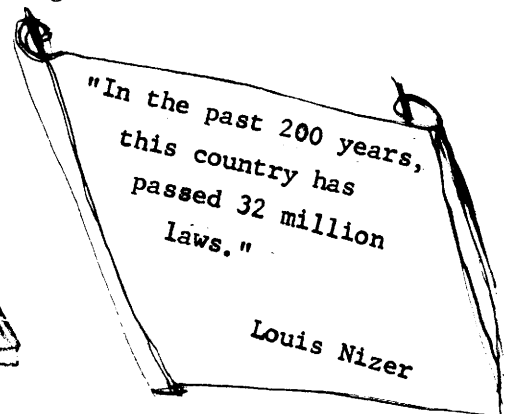 "In the past 200 years,
this country has
passed 32 million
laws."
Louis Nizer